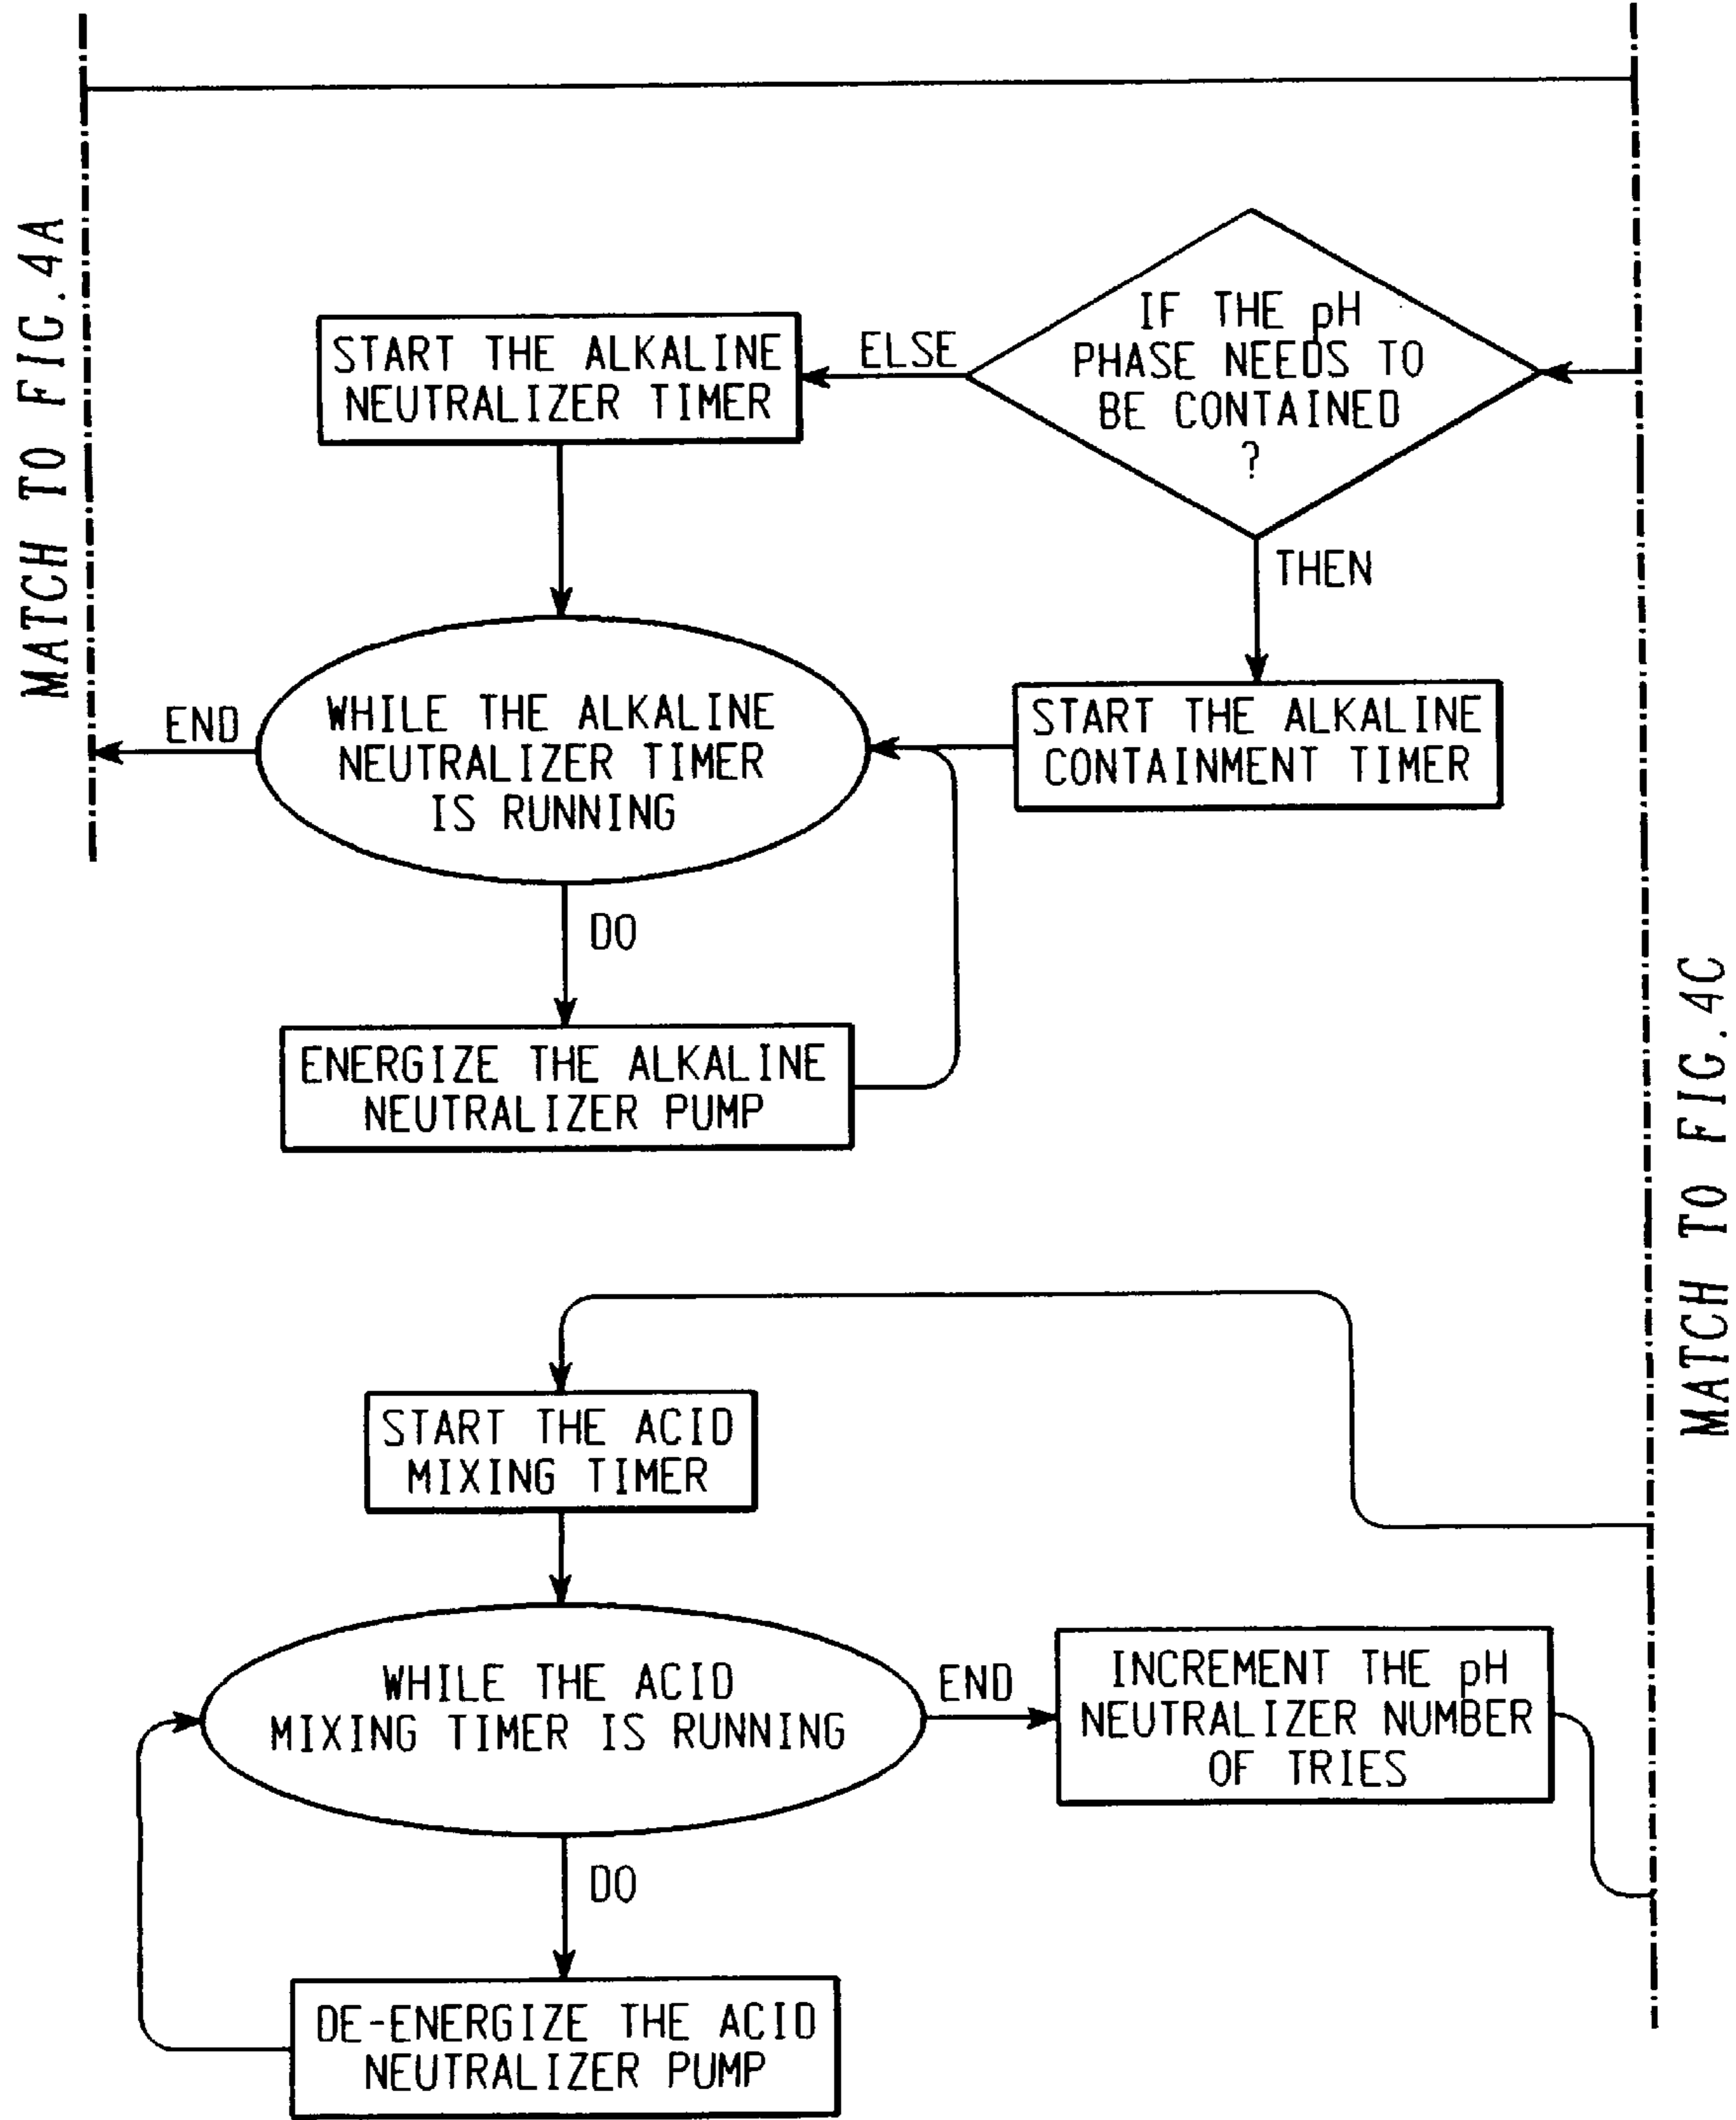 MATCH TO FIG.4A
IF THE pH
PHASE NEEDS TO
BE CONTAINED
?
ELSE
START THE ALKALINE
NEUTRALIZER TIMER
THEN
START THE ALKALINE
CONTAINMENT TIMER
WHILE THE ALKALINE
NEUTRALIZER TIMER
IS RUNNING
END
DO
ENERGIZE THE ALKALINE
NEUTRALIZER PUMP
MATCH TO FIG.4C
START THE ACID
MIXING TIMER
WHILE THE ACID
MIXING TIMER IS RUNNING
END
INCREMENT THE pH
NEUTRALIZER NUMBER
OF TRIES
DO
DE-ENERGIZE THE ACID
NEUTRALIZER PUMP